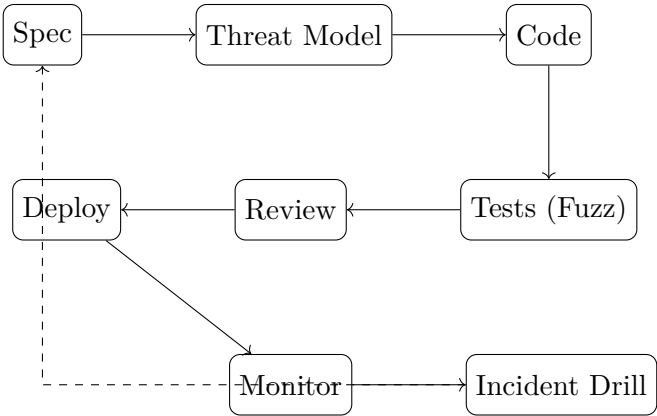 Spec
Threat Model
Code
Deploy
Review
Tests (Fuzz)
Monitor
Incident Drill